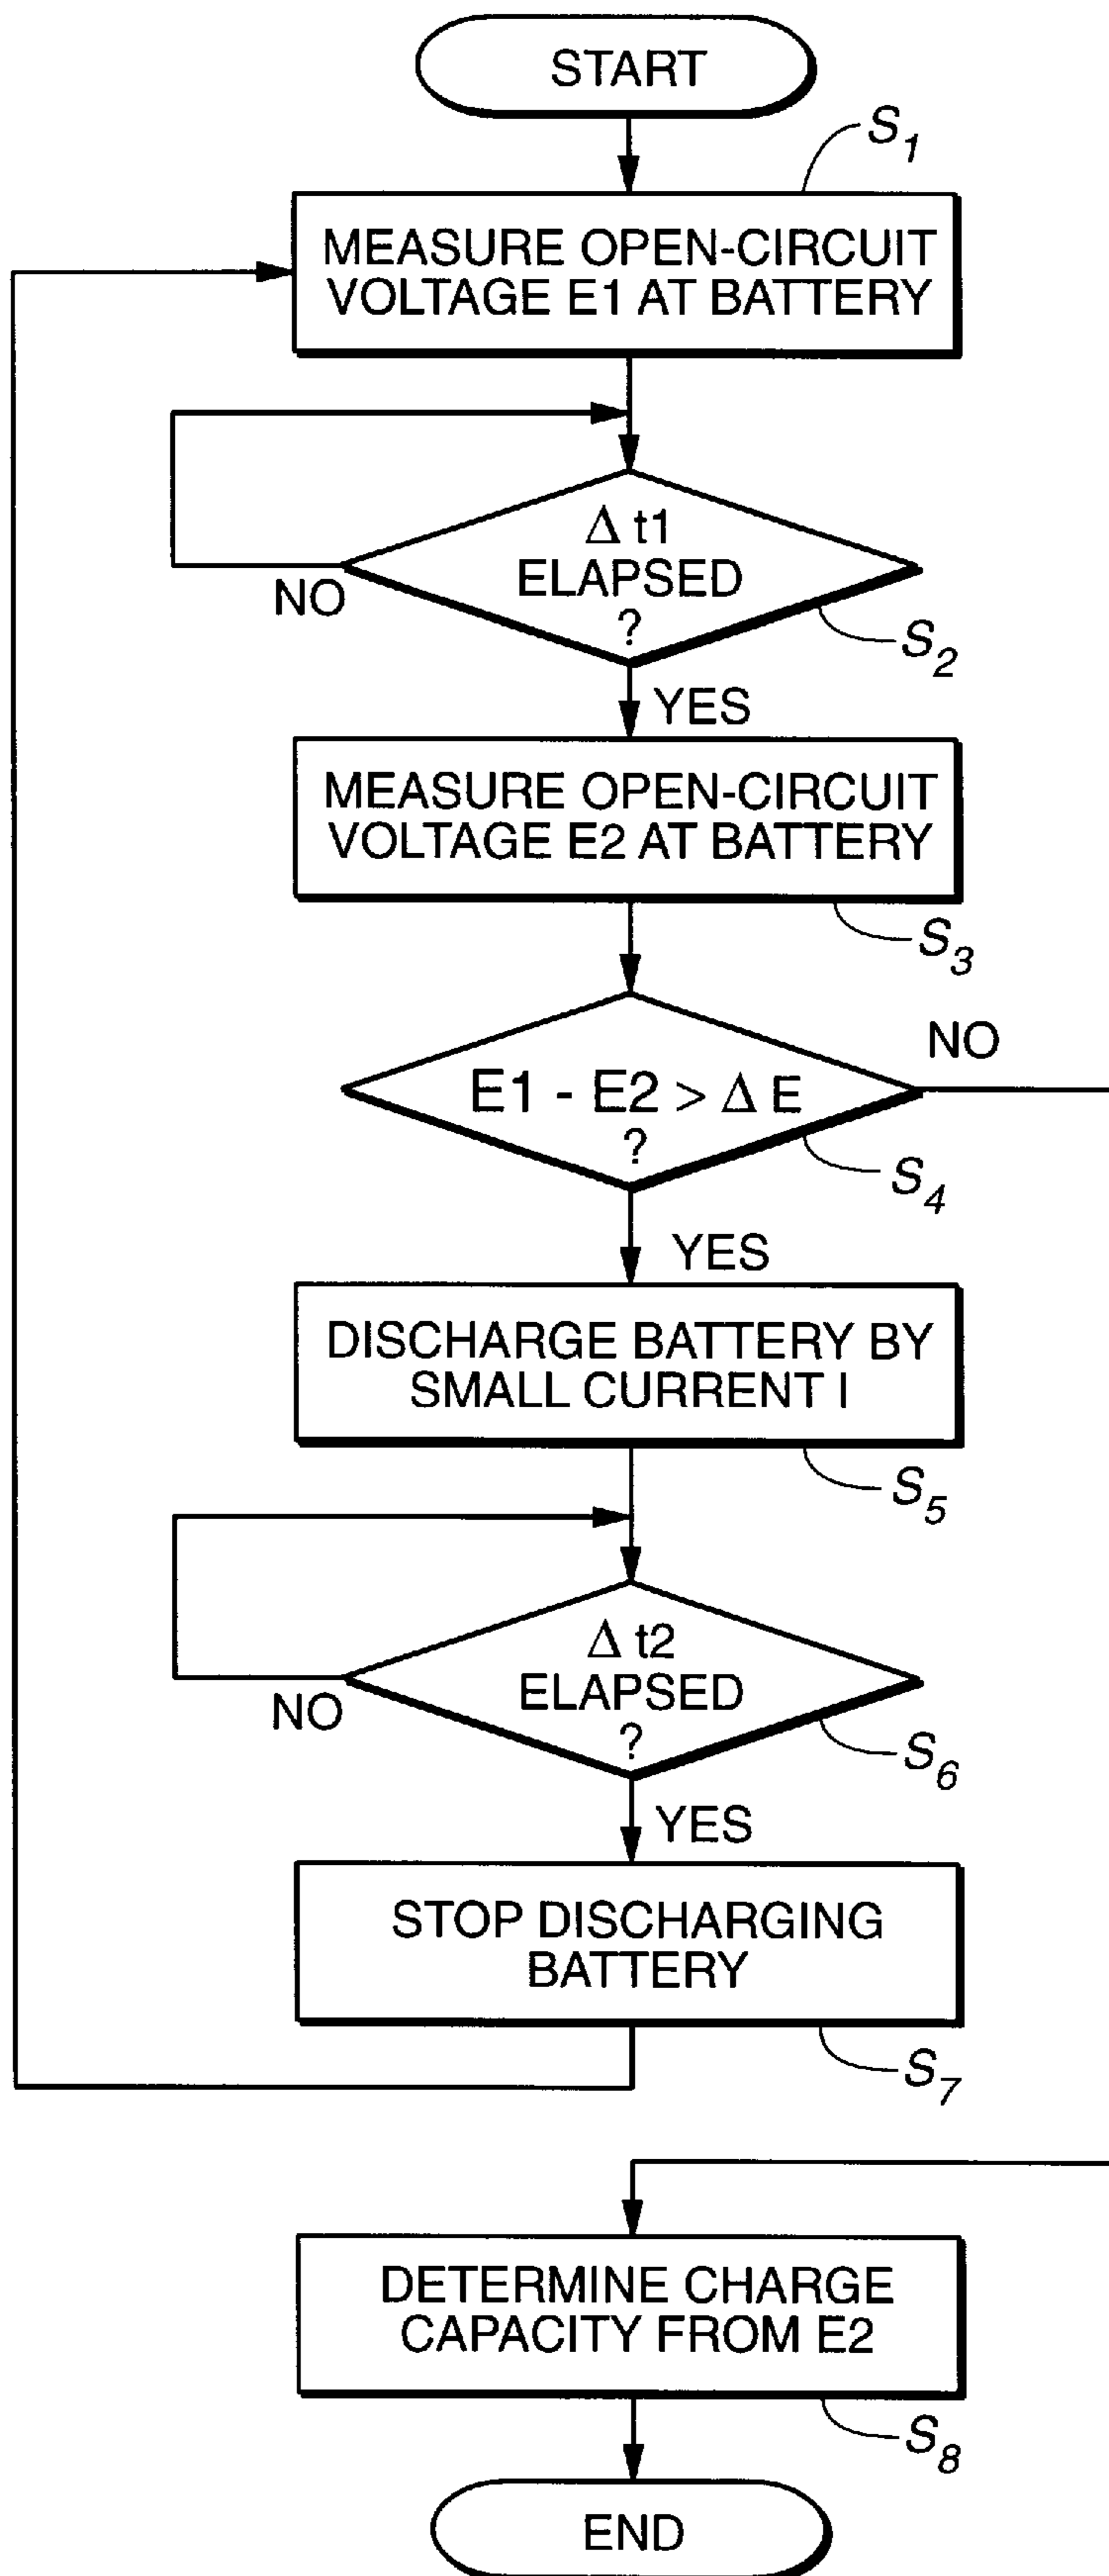 START
S1
MEASURE OPEN-CIRCUIT
VOLTAGE E1 AT BATTERY
Δ t1
ELAPSED
?
NO
S2
YES
MEASURE OPEN-CIRCUIT
VOLTAGE E2 AT BATTERY
S3
NO
E1 - E2 > Δ E
?
S4
YES
DISCHARGE BATTERY BY
SMALL CURRENT I
S5
Δ t2
ELAPSED
?
NO
S6
YES
STOP DISCHARGING
BATTERY
S7
DETERMINE CHARGE
CAPACITY FROM E2
S8
END